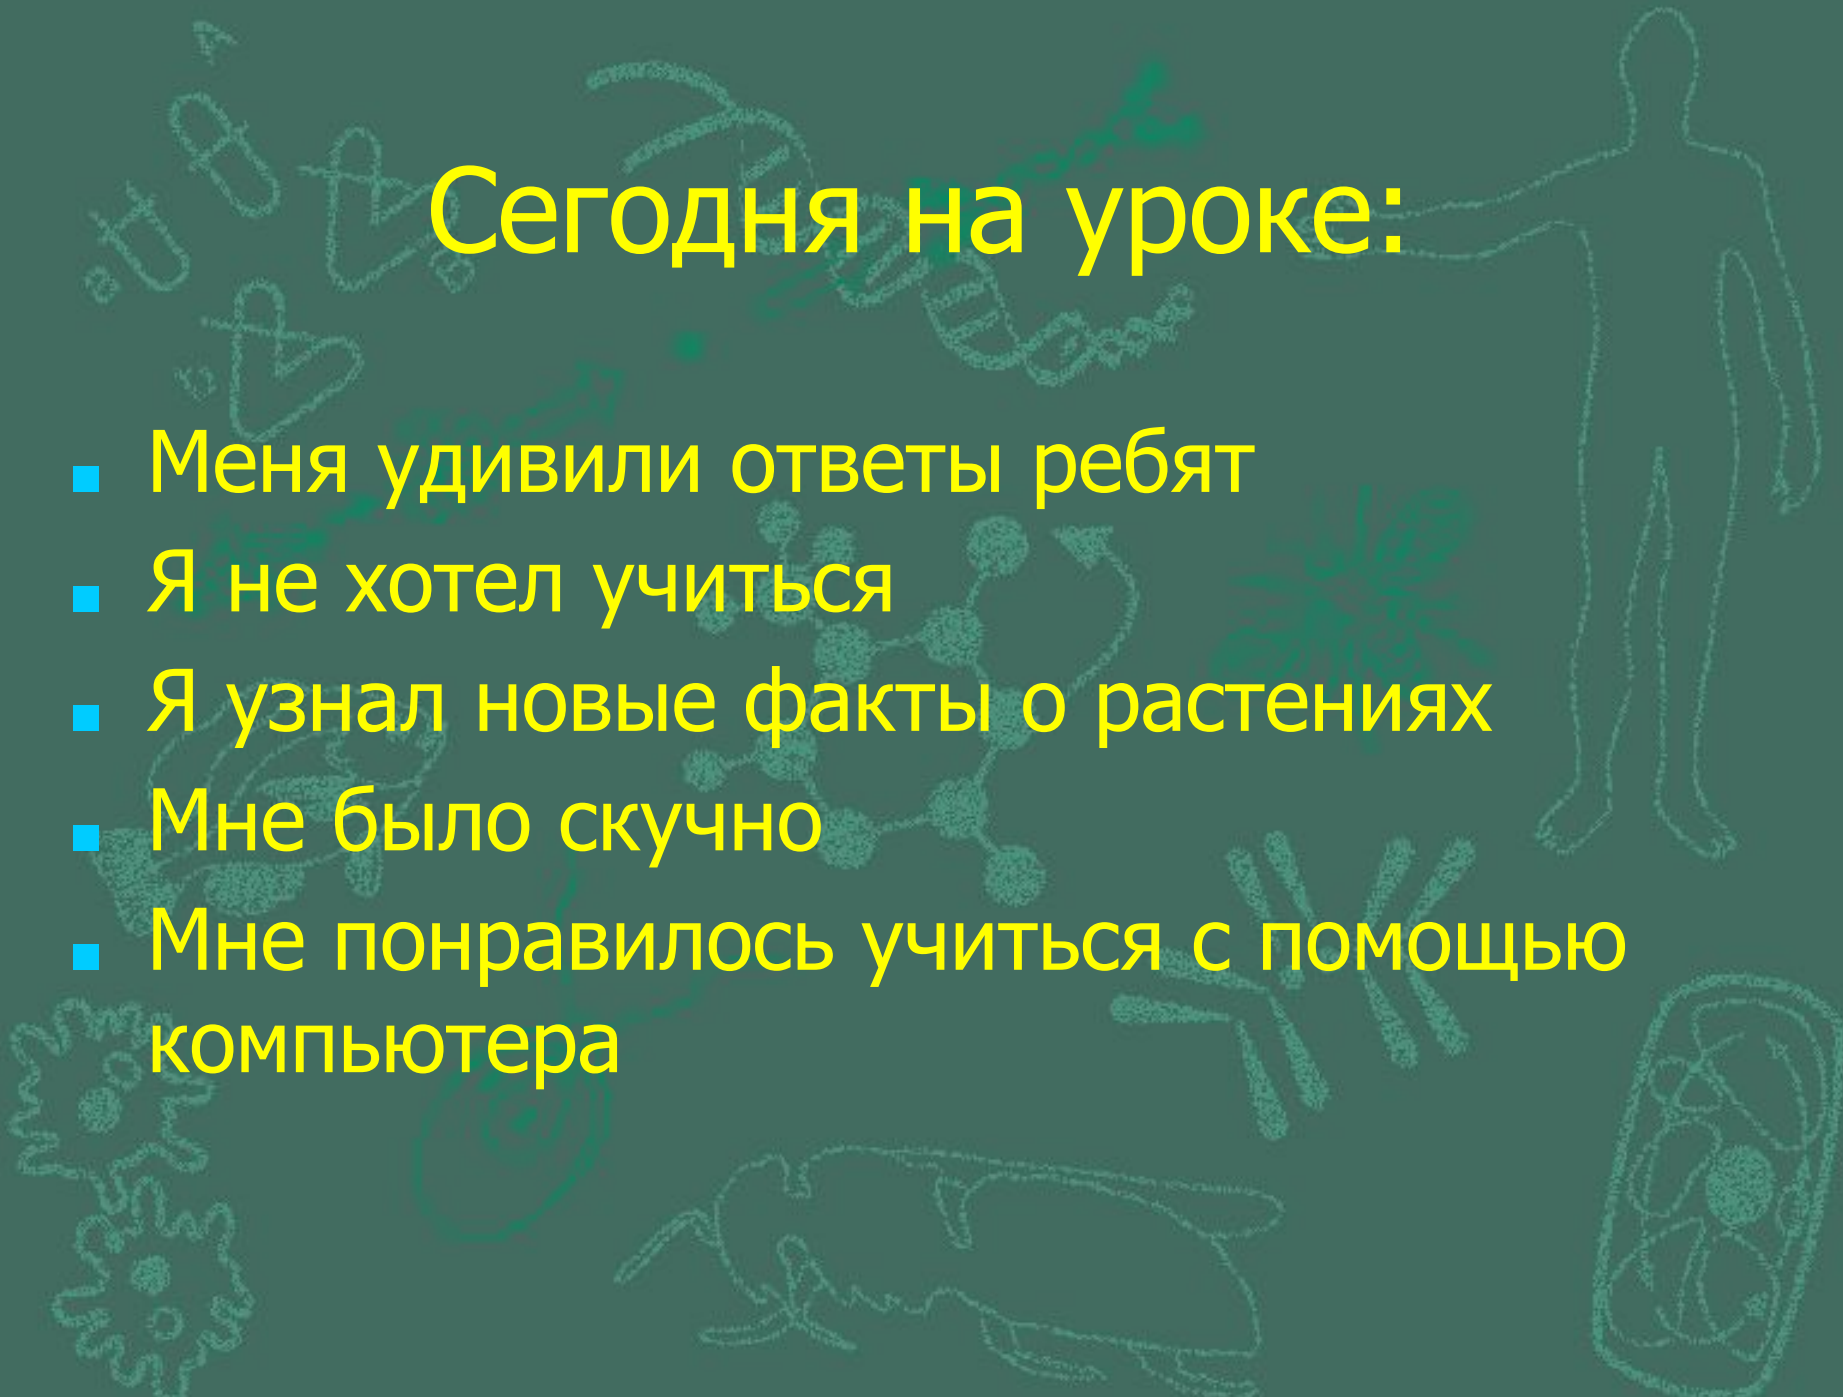 Сегодня на уроке:
Меня удивили ответы ребят
Я не хотел учиться
Я узнал новые факты о растениях
Мне было скучно
Мне понравилось учиться с помощью
компьютера